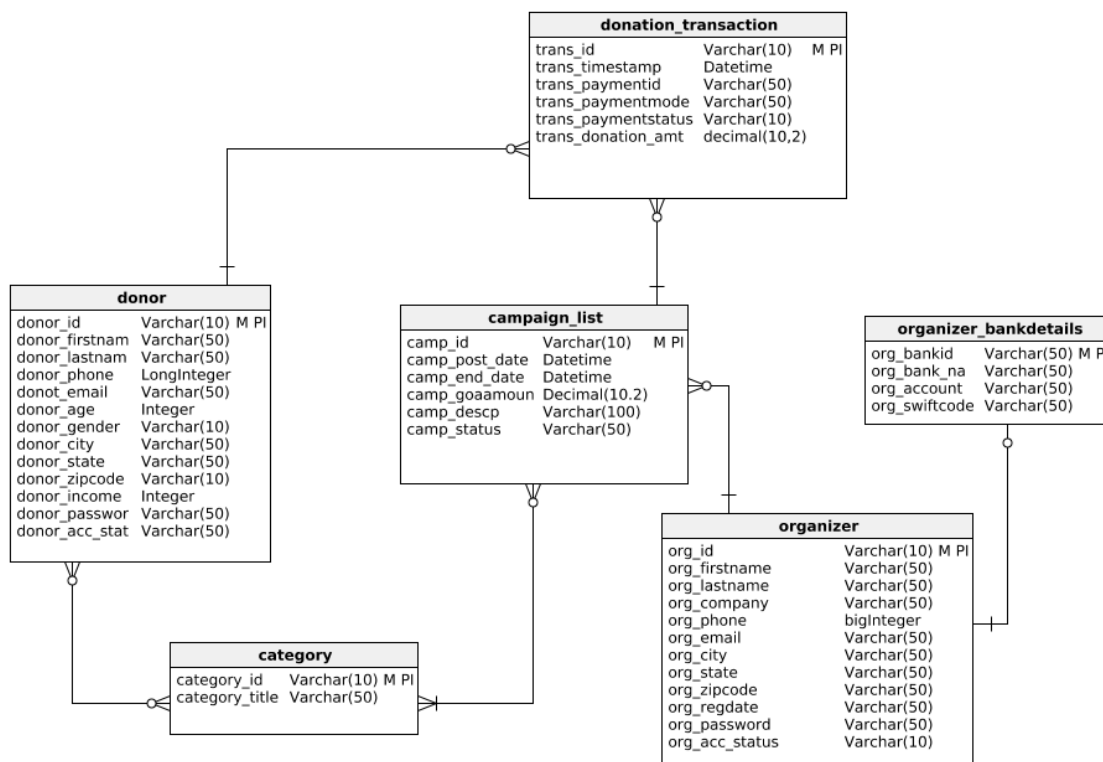 donation_transaction
trans_id Varchar(10) M PI
trans_timestamp Datetime
trans_paymentid Varchar(50)
trans_paymentmode Varchar(50)
trans_paymentstatus Varchar(10)
trans_donation_amt decimal(10,2)
donor
donor_id Varchar(10) M PI
donor_firstnam Varchar(50)
donor_lastnam Varchar(50)
donor_phone LongInteger
donot_email Varchar(50)
donor_age Integer
donor_gender Varchar(10)
donor_city Varchar(50)
donor_state Varchar(50)
donor_zipcode Varchar(10)
donor_income Integer
donor_passwor Varchar(50)
donor_acc_stat Varchar(50)
campaign_list
camp_id Varchar(10) M PI
camp_post_date Datetime
camp_end_date Datetime
camp_goaamoun Decimal(10.2)
camp_descp Varchar(100)
camp_status Varchar(50)
organizer_bankdetails
org_bankid Varchar(50) M PI
org_bank_na Varchar(50)
org_account Varchar(50)
org_swiftcode Varchar(50)
organizer
org_id Varchar(10) M PI
org_firstname Varchar(50)
org_lastname Varchar(50)
org_company Varchar(50)
org_phone bigInteger
org_email Varchar(50)
org_city Varchar(50)
org_state Varchar(50)
org_zipcode Varchar(50)
org_regdate Varchar(50)
org_password Varchar(50)
org_acc_status Varchar(10)
category
category_id Varchar(10) M PI
category_title Varchar(50)